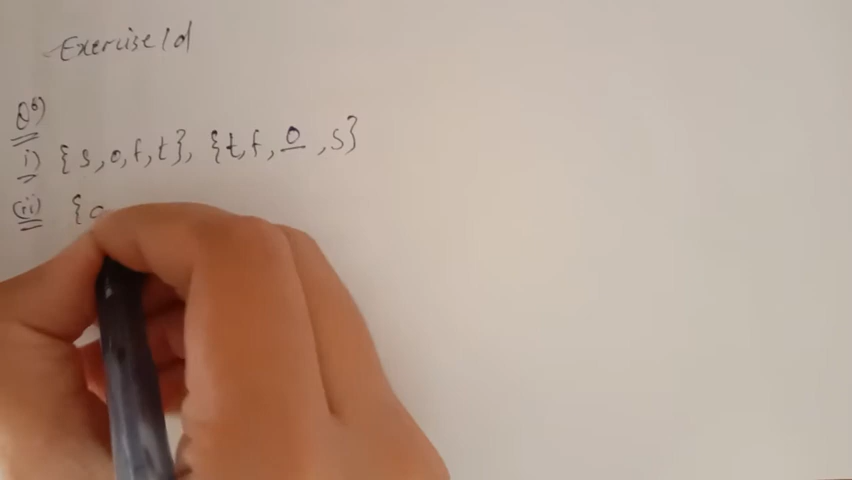 Exercise 1d
Q6)
i) {s, o, f, t}, {t, f, o, s}
(ii) {o